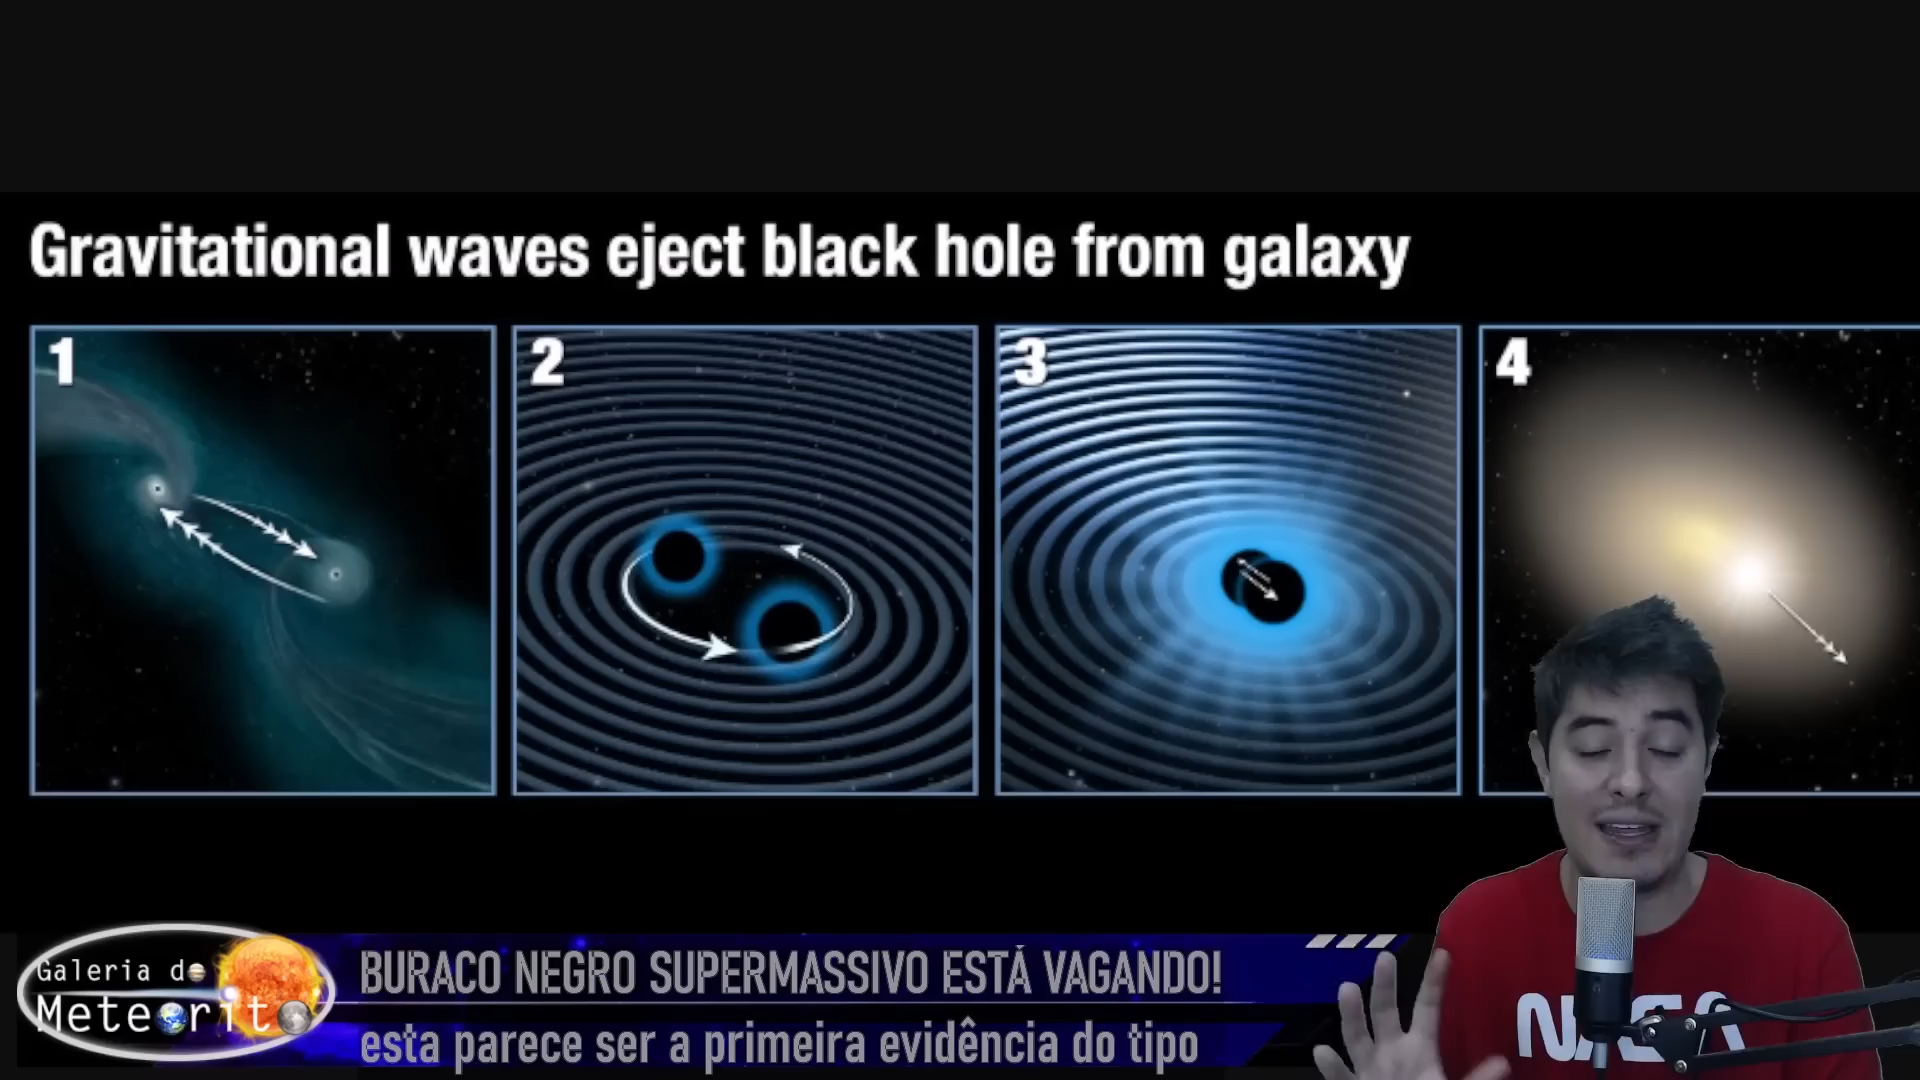 Gravitational waves eject black hole from galaxy
1
2
3
4
Galeria do
Meteorito
BURACO NEGRO SUPERMASSIVO ESTÁ VAGANDO!
esta parece ser a primeira evidência do tipo
NASA